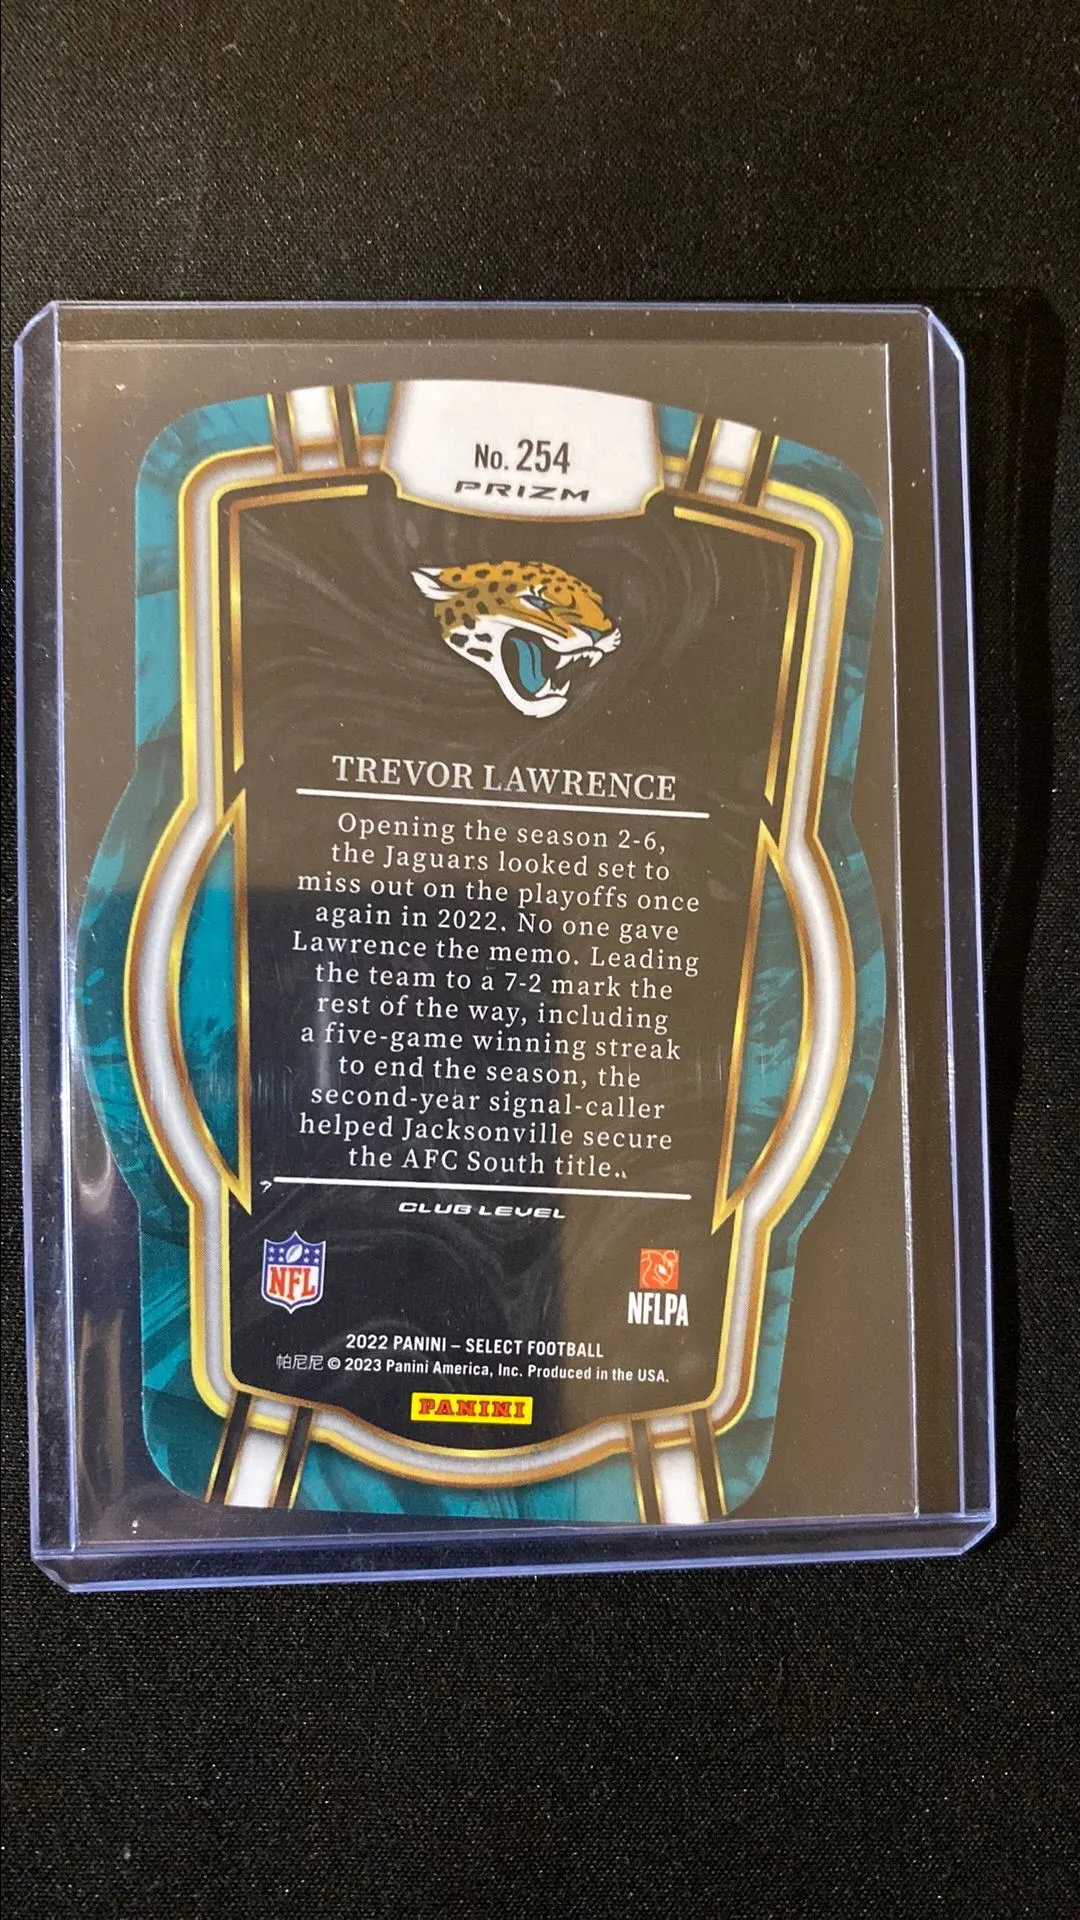 No. 254
PRIZM
TREVOR LAWRENCE
Opening the season 2-6,
the Jaguars looked set to
miss out on the playoffs once
again in 2022. No one gave
Lawrence the memo. Leading
the team to a 7-2 mark the
rest of the way, including
a five-game winning streak
to end the season, the
second-year signal-caller
helped Jacksonville secure
the AFC South title.
CLUB LEVEL
NFL
NFLPA
2022 PANINI – SELECT FOOTBALL
帕尼尼 © 2023 Panini America, Inc. Produced in the USA.
PANINI